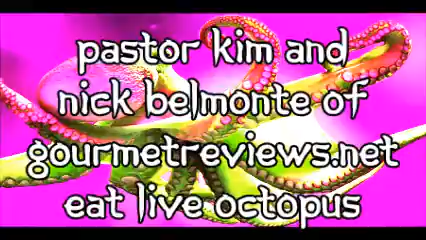 pastor kim and
nick belmonte of
gourmetreviews.net
eat live octopus